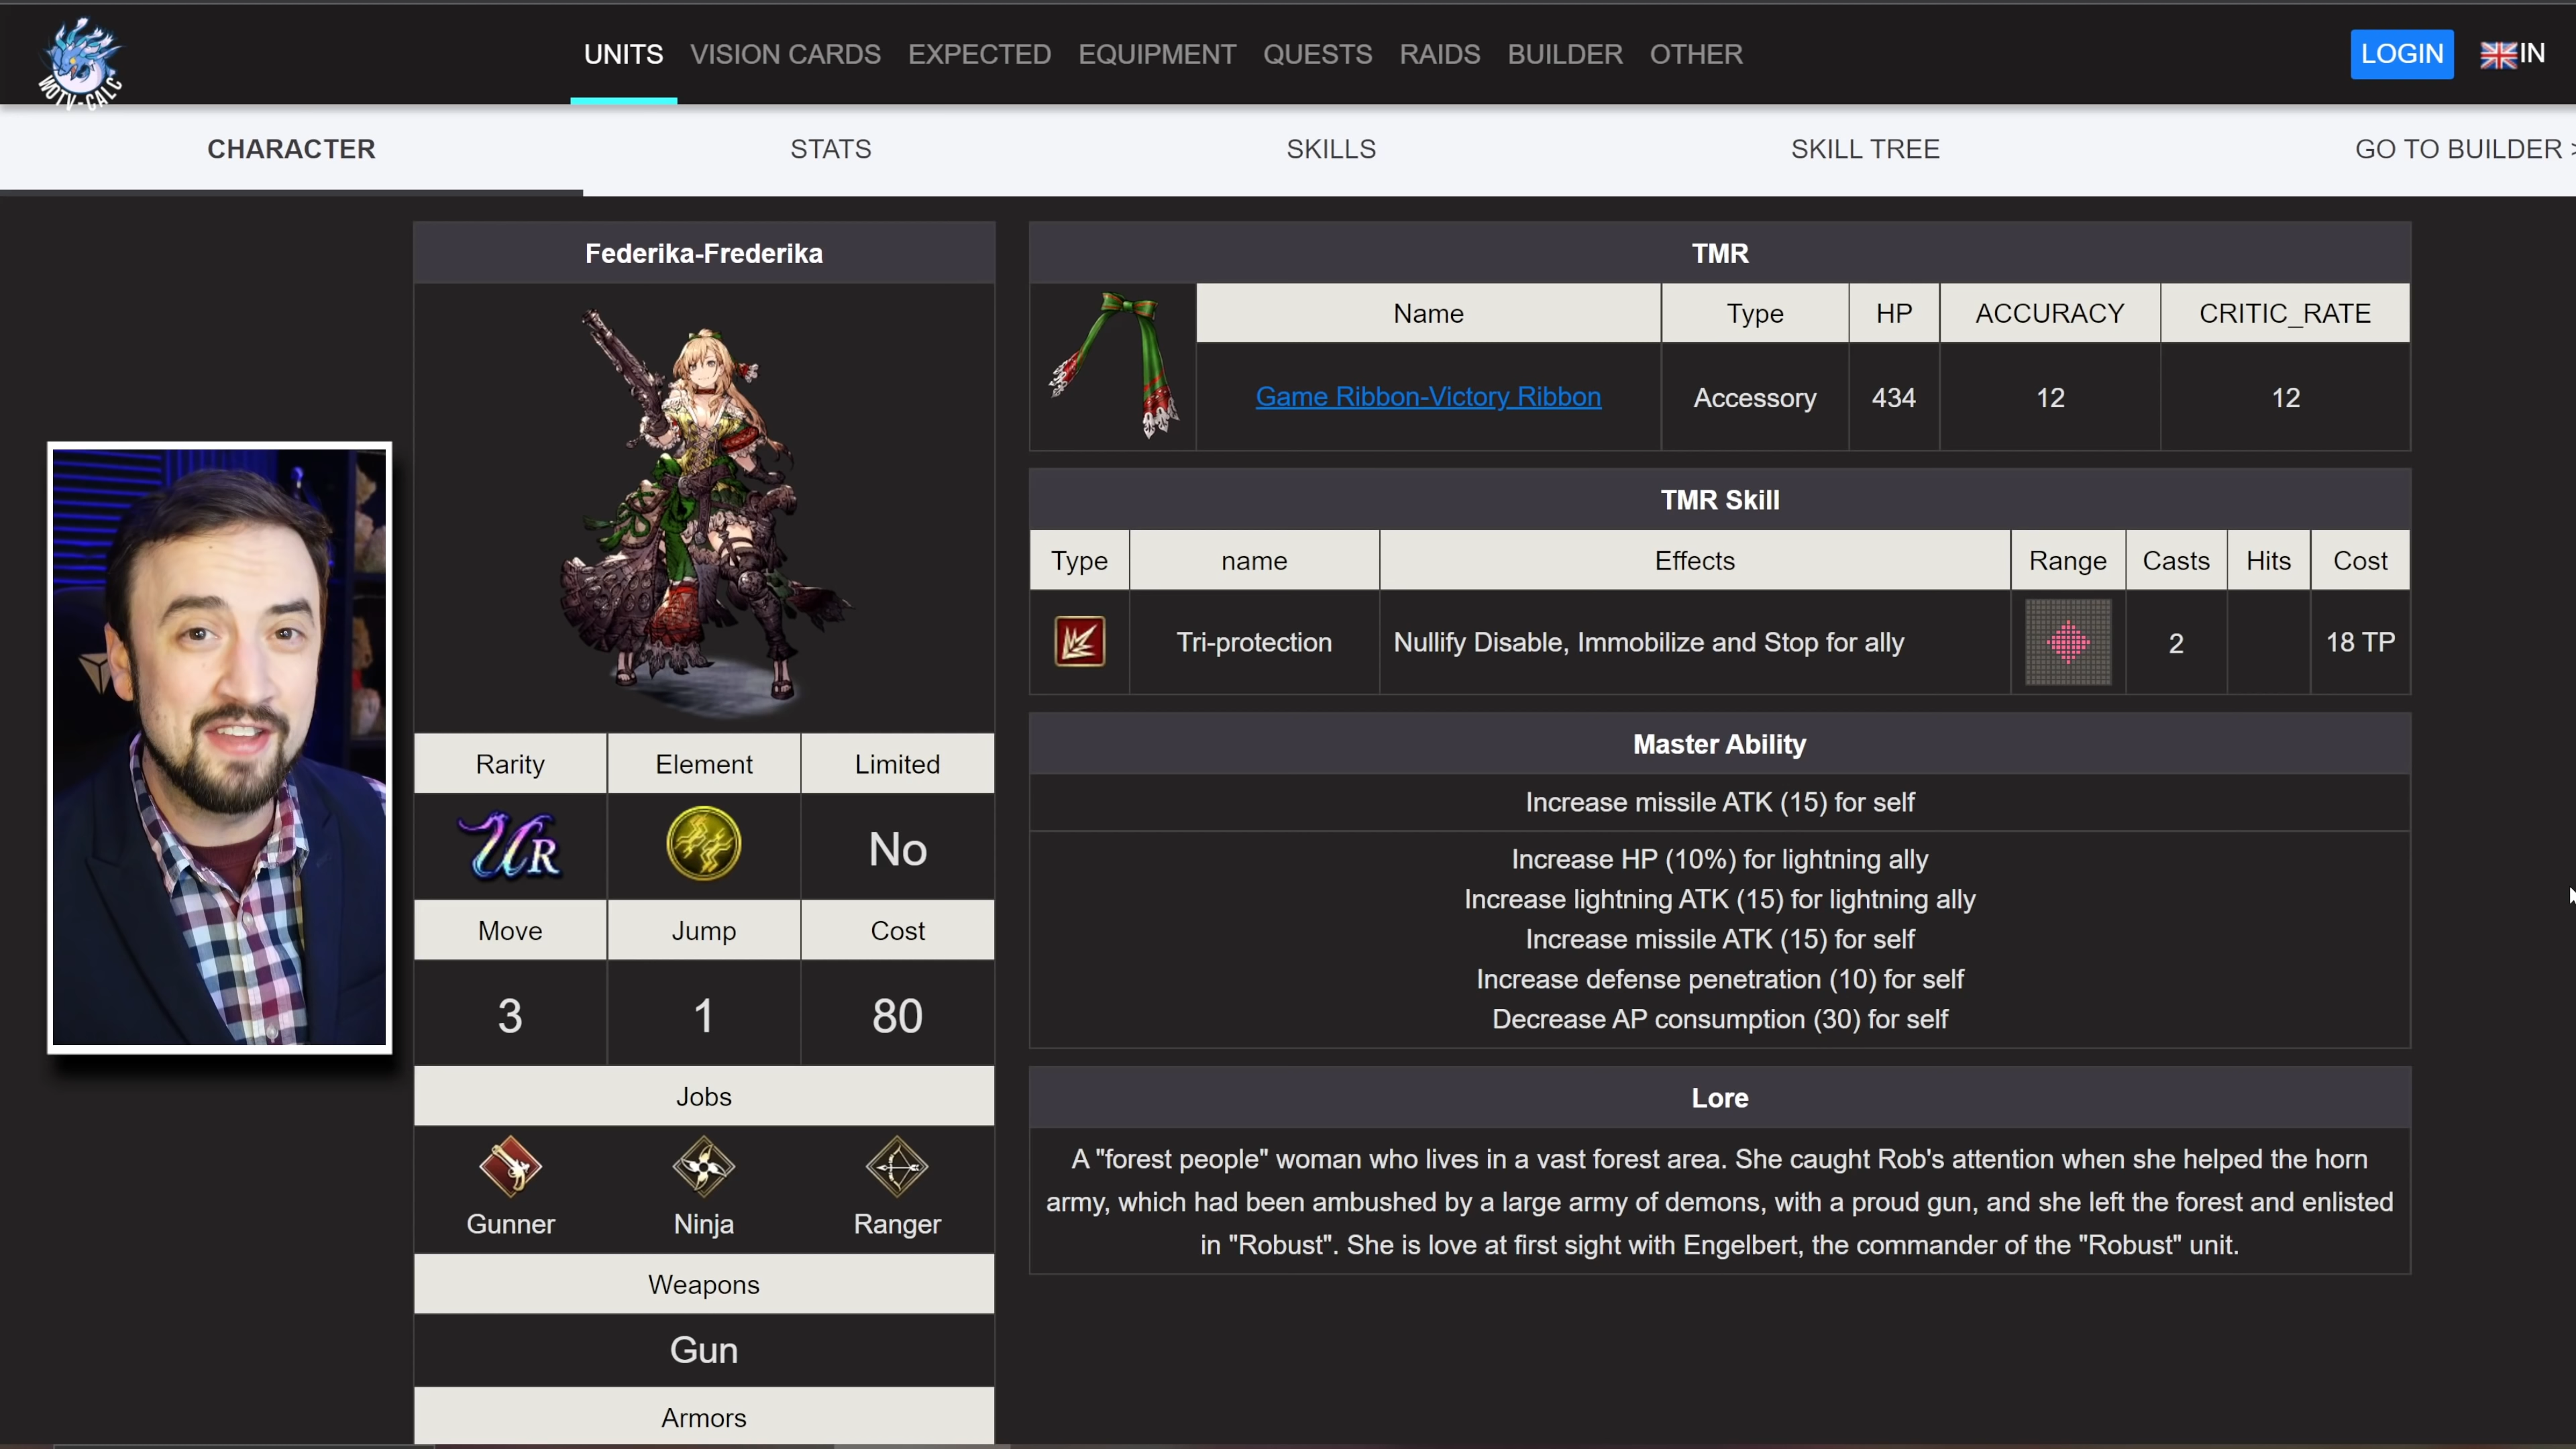 WOTV-CALC
UNITS VISION CARDS EXPECTED EQUIPMENT QUESTS RAIDS BUILDER OTHER LOGIN IN
CHARACTER STATS SKILLS SKILL TREE GO TO BUILDER >
Federika-Frederika
Rarity Element Limited
UR No
Move Jump Cost
3 1 80
Jobs
Gunner Ninja Ranger
Weapons
Gun
Armors
TMR
Name Type HP ACCURACY CRITIC_RATE
Game Ribbon-Victory Ribbon Accessory 434 12 12
TMR Skill
Type name Effects Range Casts Hits Cost
Tri-protection Nullify Disable, Immobilize and Stop for ally 2 18 TP
Master Ability
Increase missile ATK (15) for self
Increase HP (10%) for lightning ally
Increase lightning ATK (15) for lightning ally
Increase missile ATK (15) for self
Increase defense penetration (10) for self
Decrease AP consumption (30) for self
Lore
A "forest people" woman who lives in a vast forest area. She caught Rob's attention when she helped the horn
army, which had been ambushed by a large army of demons, with a proud gun, and she left the forest and enlisted
in "Robust". She is love at first sight with Engelbert, the commander of the "Robust" unit.